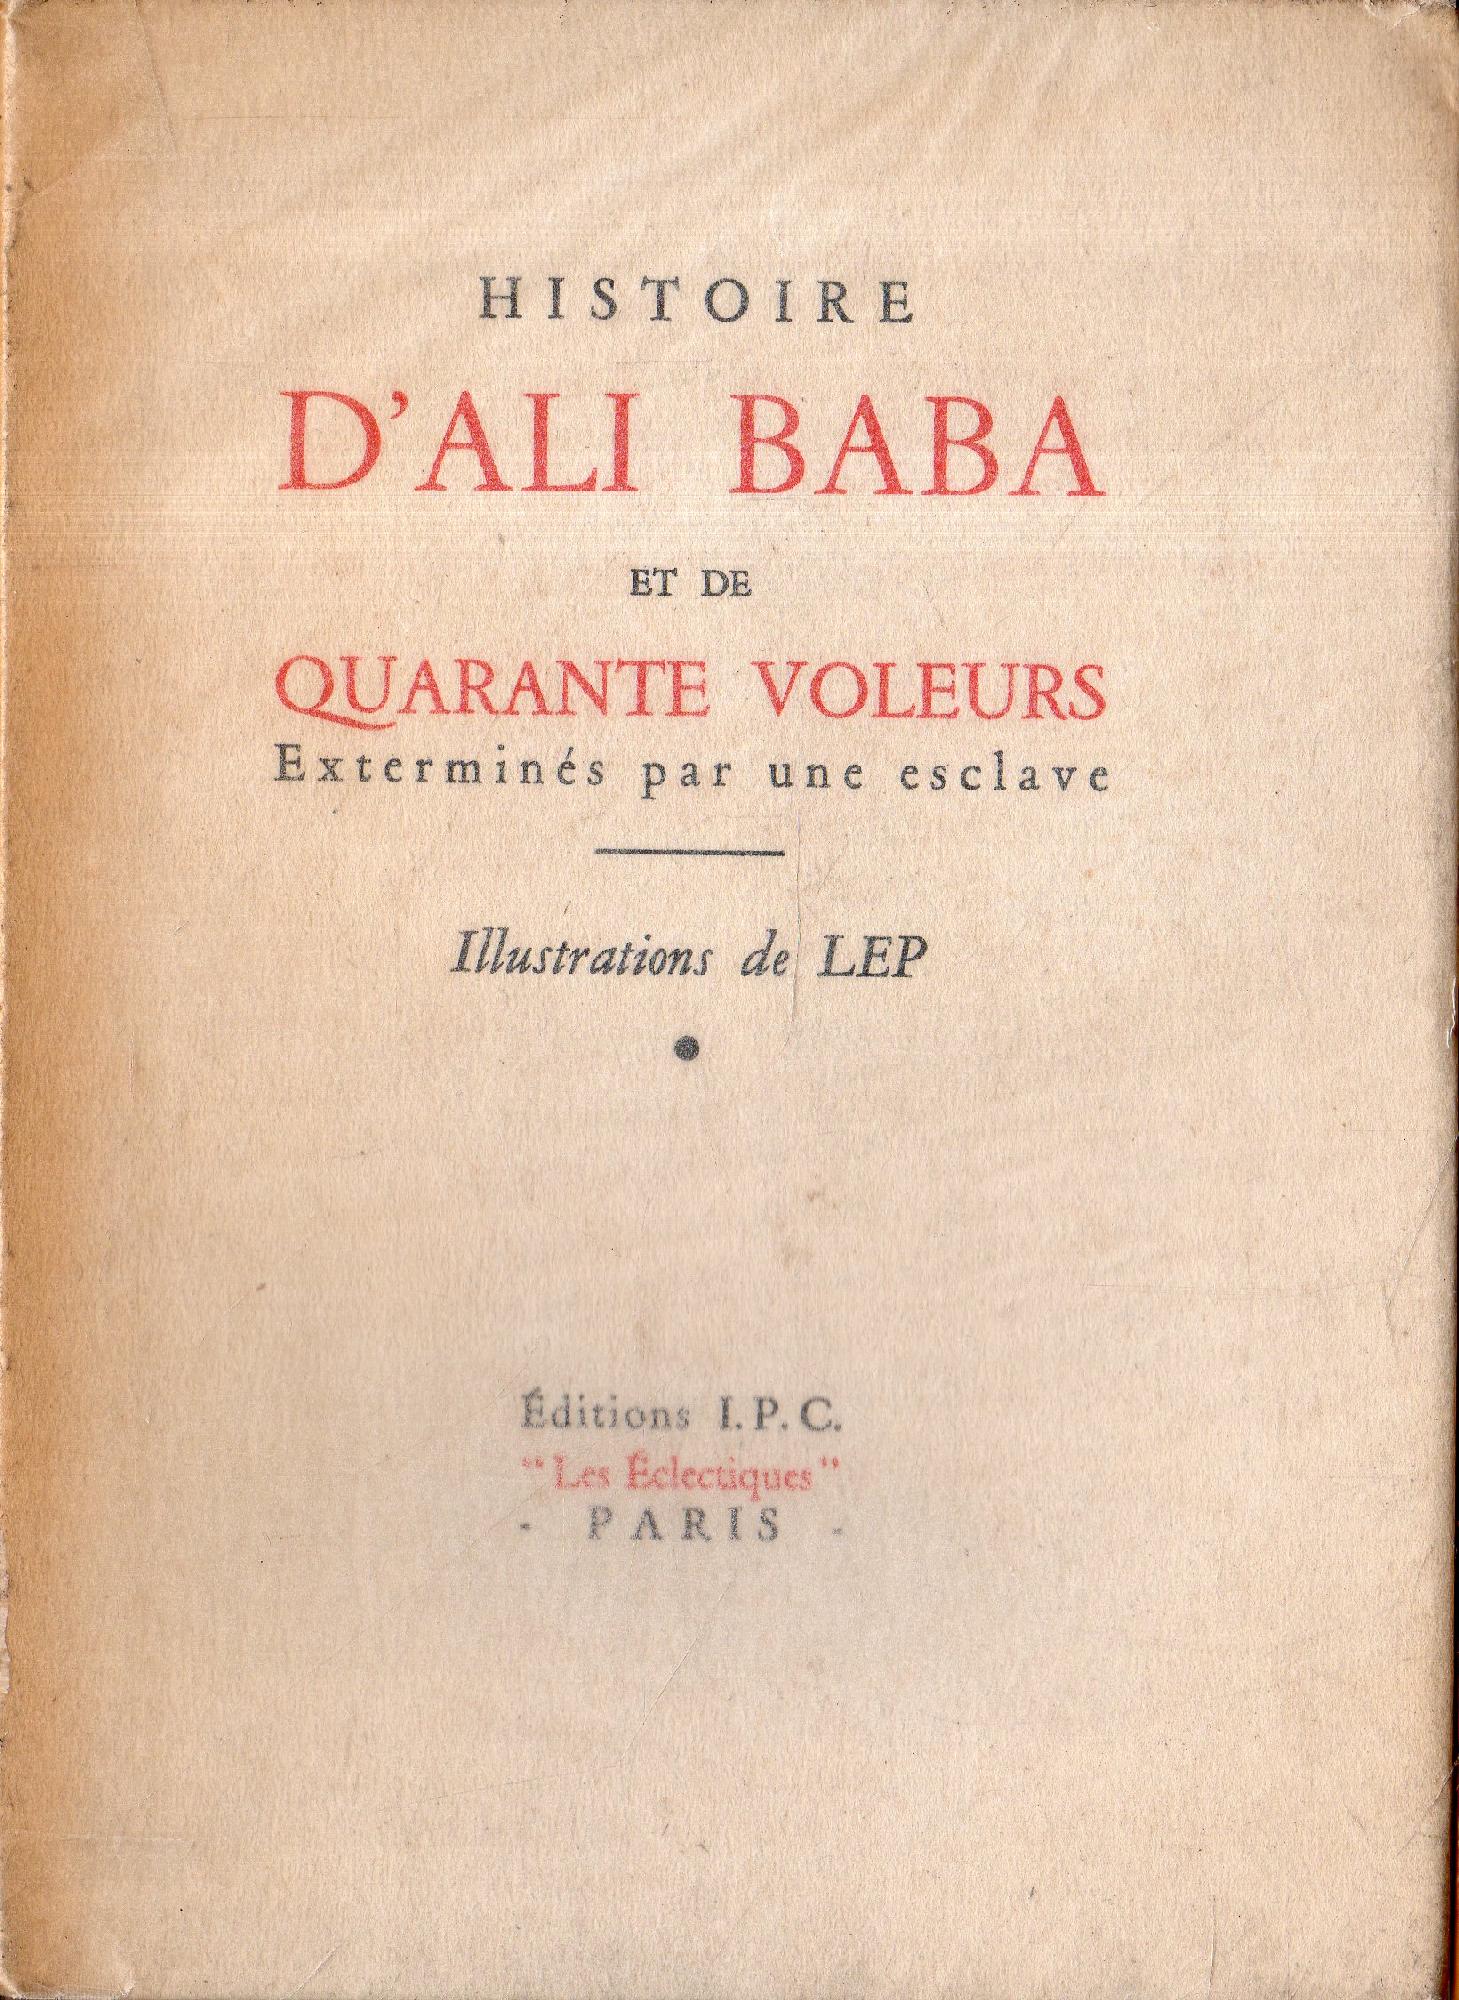 HISTOIRE
D'ALI BABA
ET DE
QUARANTE VOLEURS
Exterminés par une esclave
Illustrations de LEP
Éditions I.P.C.
"Les Éclectiques"
- PARIS -